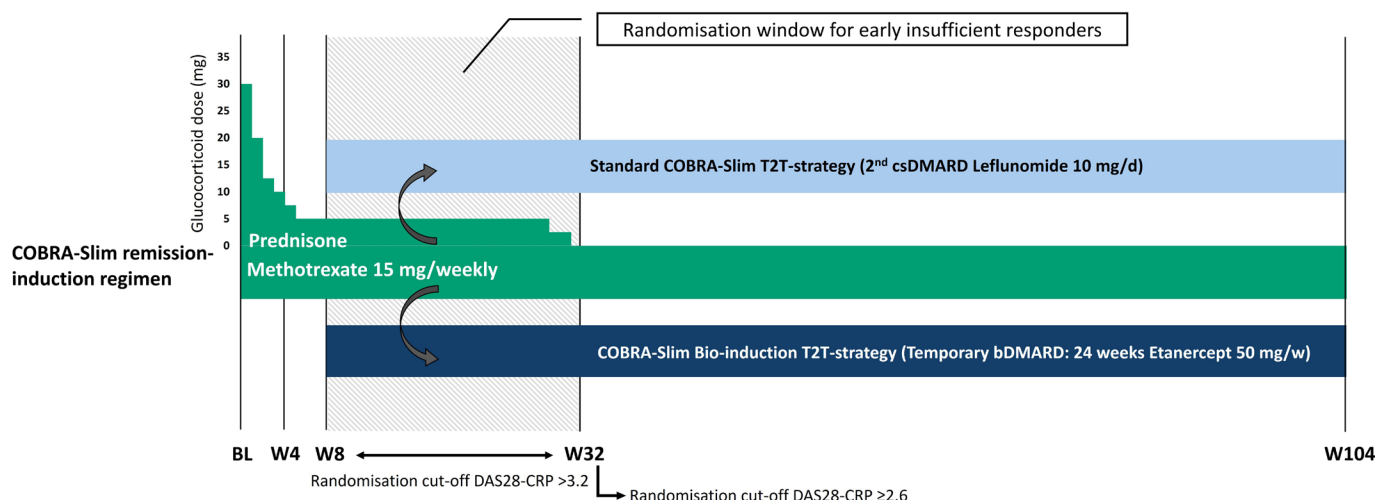 Randomisation window for early insufficient responders
Glucocorticoid dose (mg)
35
30
25
20
15
10
5
0
Standard COBRA-Slim T2T-strategy (2nd csDMARD Leflunomide 10 mg/d)
Prednisone
COBRA-Slim remission-
induction regimen
Methotrexate 15 mg/weekly
COBRA-Slim Bio-induction T2T-strategy (Temporary bDMARD: 24 weeks Etanercept 50 mg/w)
BL W4 W8 W32 W104
Randomisation cut-off DAS28-CRP >3.2
Randomisation cut-off DAS28-CRP >2.6